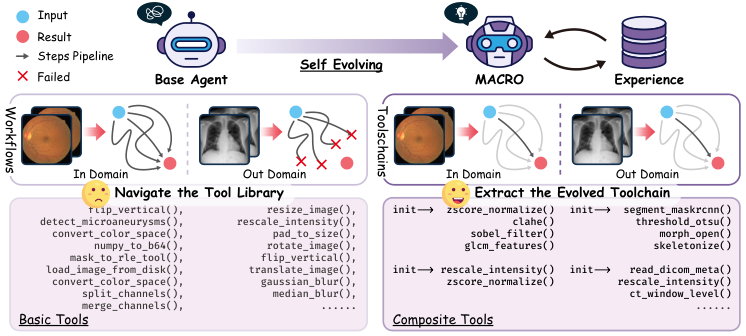 Input
Result
Steps Pipeline
Failed
Base Agent
Self Evolving
MACRO
Experience
Workflows
In Domain
Out Domain
Toolschains
In Domain
Out Domain
Navigate the Tool Library
flip_vertical(),
detect_microaneurysms(),
convert_color_space(),
numpy_to_b64(),
mask_to_rle_tool(),
load_image_from_disk(),
convert_color_space(),
split_channels(),
merge_channels(),
resize_image(),
rescale_intensity(),
pad_to_size(),
rotate_image(),
flip_vertical(),
translate_image(),
gaussian_blur(),
median_blur(),
......
Basic Tools
Extract the Evolved Toolchain
init→ zscore_normalize()
clahe()
sobel_filter()
glcm_features()
init→ segment_maskrcnn()
threshold_otsu()
morph_open()
skeletonize()
init→ rescale_intensity()
zscore_normalize()
init→ read_dicom_meta()
rescale_intensity()
ct_window_level()
......
Composite Tools